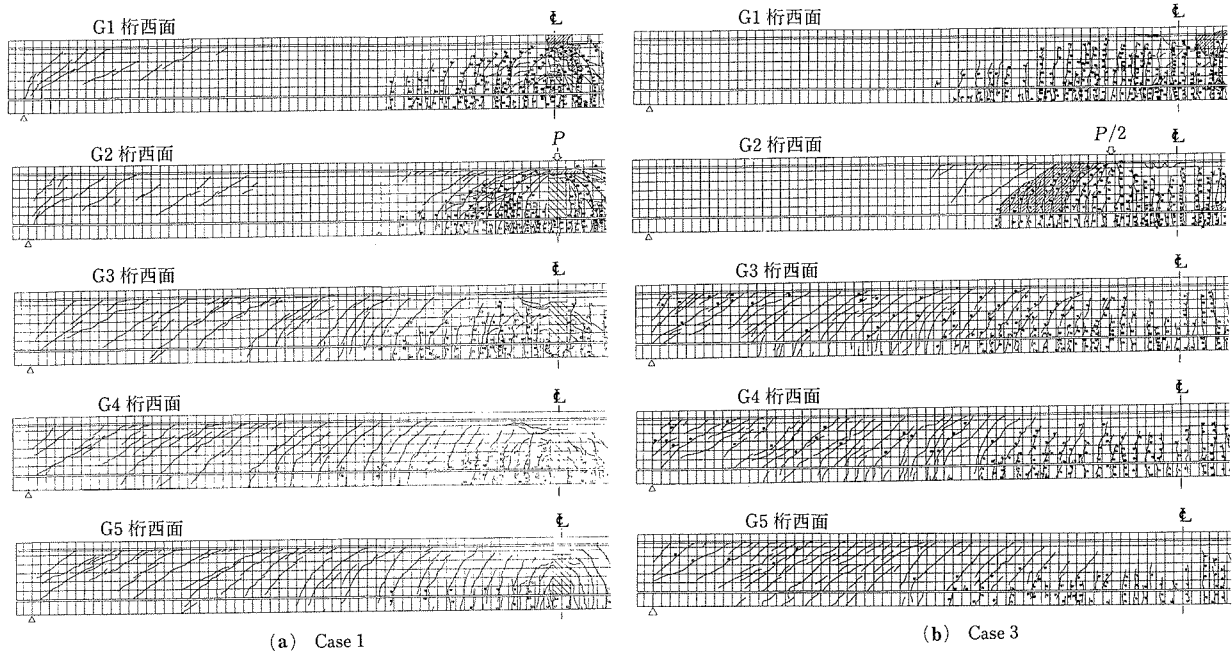 G1 桁西面
℄
G2 桁西面
P
℄
G3 桁西面
℄
G4 桁西面
℄
G5 桁西面
℄
(a) Case 1
G1 桁西面
℄
G2 桁西面
P/2
℄
G3 桁西面
℄
G4 桁西面
℄
G5 桁西面
℄
(b) Case 3